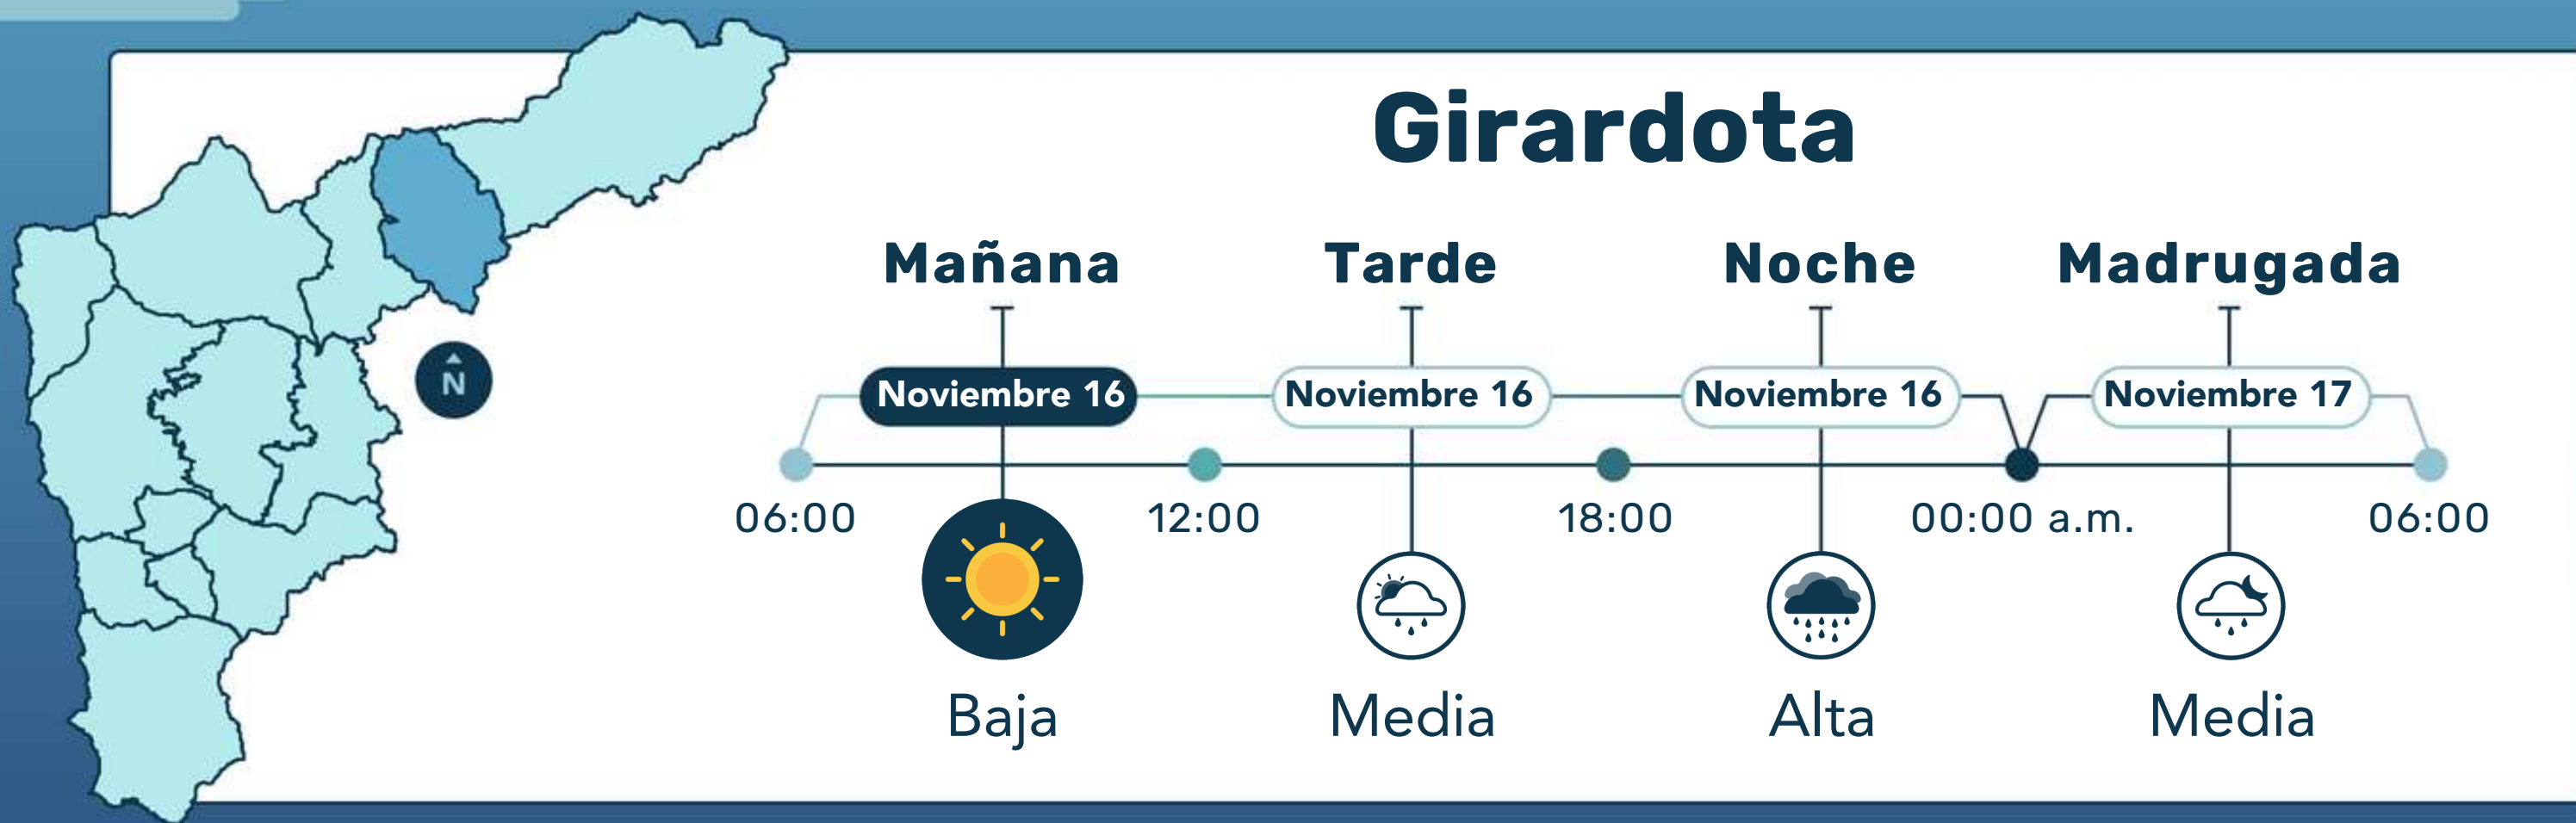 Girardota
Mañana Tarde Noche Madrugada
N
Noviembre 16 Noviembre 16 Noviembre 16 Noviembre 17
06:00 12:00 18:00 00:00 a.m. 06:00
Baja Media Alta Media